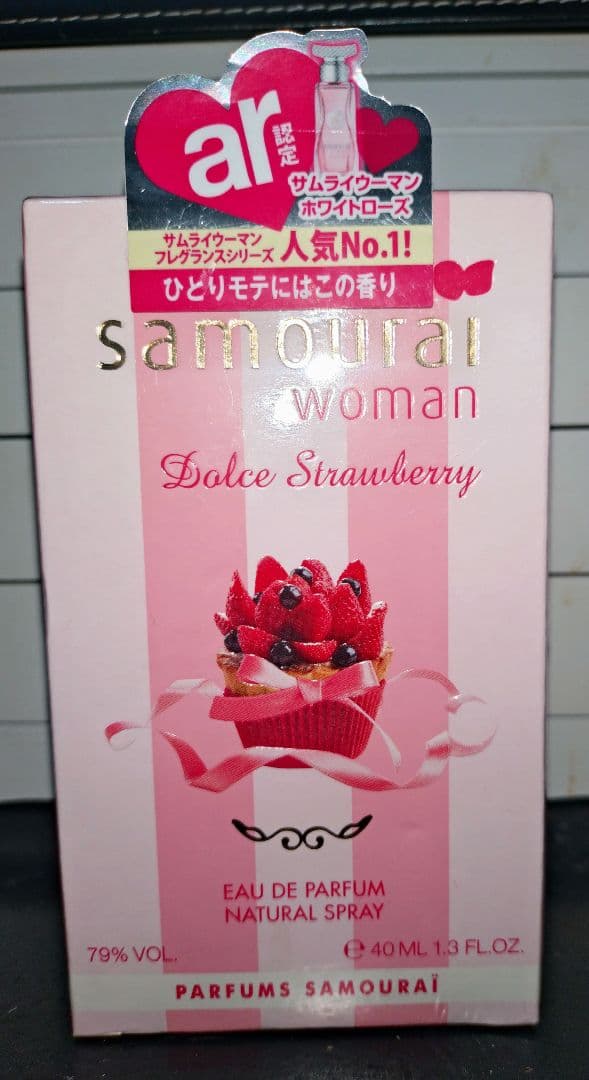 ar
認定
サムライウーマン
ホワイトローズ
サムライウーマン
フレグランスシリーズ 人気No.1!
ひとりモテにはこの香り
samourai
woman
Dolce Strawberry
EAU DE PARFUM
NATURAL SPRAY
79% VOL. ℮ 40 ML 1.3 FL.OZ.
PARFUMS SAMOURAÏ